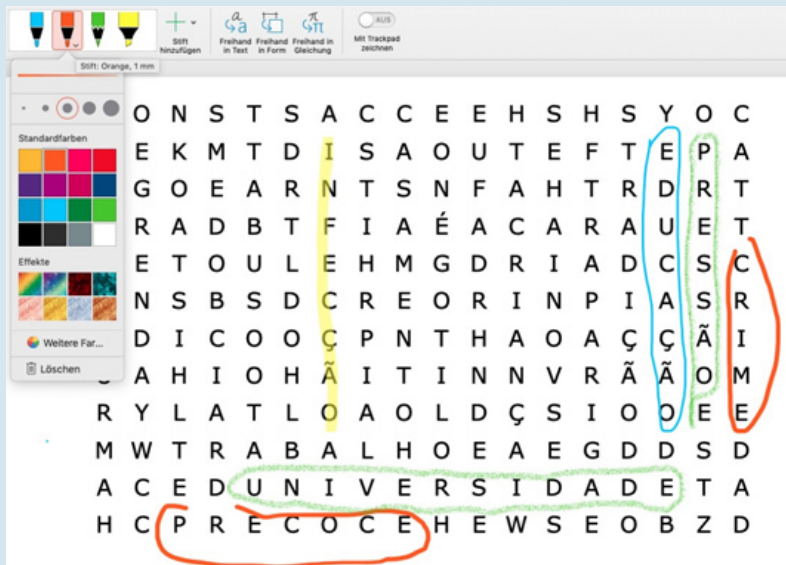 AUS
Stift hinzufügen
Freihand in Text
Freihand in Form
Freihand in Gleichung
Mit Trackpad zeichnen
Stift: Orange, 1 mm
Standardfarben
Effekte
Weitere Far...
Löschen
O N S T S A C C E E H S H S Y O C
E K M T D I S A O U T E F T E P A
G O E A R N T S N F A H T R D R T
R A D B T F I A É A C A R A U E T
E T O U L E H M G D R I A D C S C
N S B S D C R E O R I N P I A S R
D I C O O Ç P N T H A O A Ç Ç Ã I
A H I O H Ã I T I N N V R Ã Ã O M
R Y L A T L O A O L D Ç S I O O E E
M W T R A B A L H O E A E G D D S D
A C E D U N I V E R S I D A D E T A
H C P R E C O C E H E W S E O B Z D